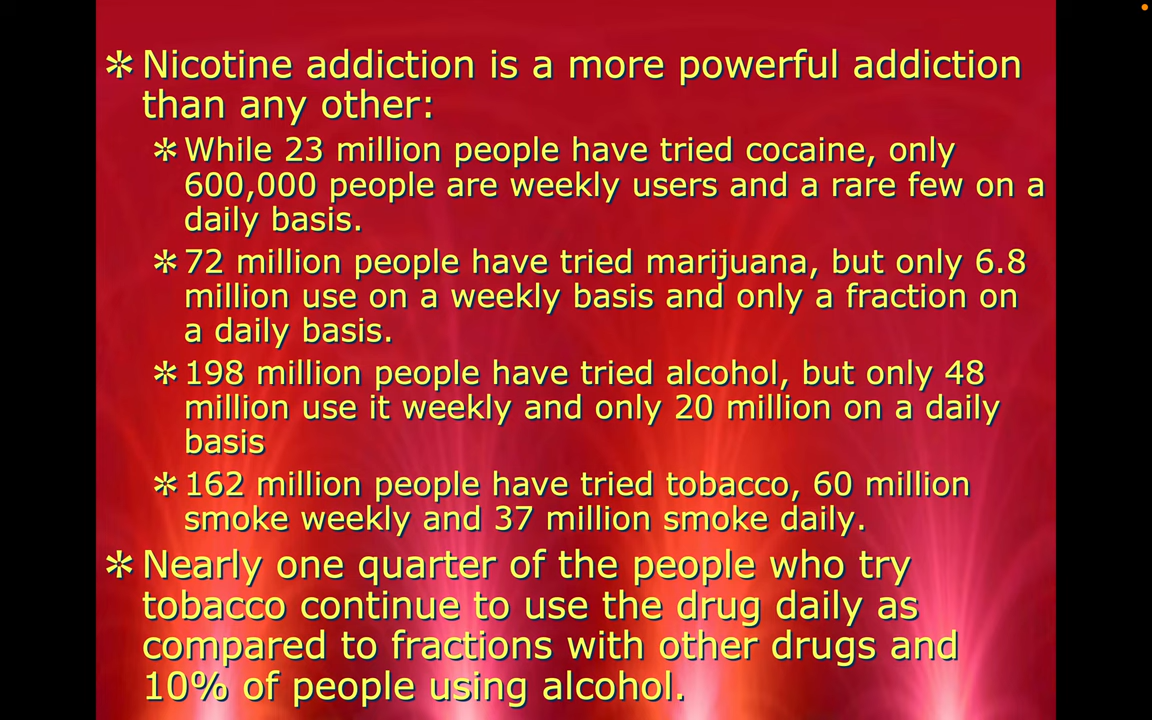 ✲ Nicotine addiction is a more powerful addiction
than any other:
✲ While 23 million people have tried cocaine, only
600,000 people are weekly users and a rare few on a
daily basis.
✲ 72 million people have tried marijuana, but only 6.8
million use on a weekly basis and only a fraction on
a daily basis.
✲ 198 million people have tried alcohol, but only 48
million use it weekly and only 20 million on a daily
basis
✲ 162 million people have tried tobacco, 60 million
smoke weekly and 37 million smoke daily.
✲ Nearly one quarter of the people who try
tobacco continue to use the drug daily as
compared to fractions with other drugs and
10% of people using alcohol.